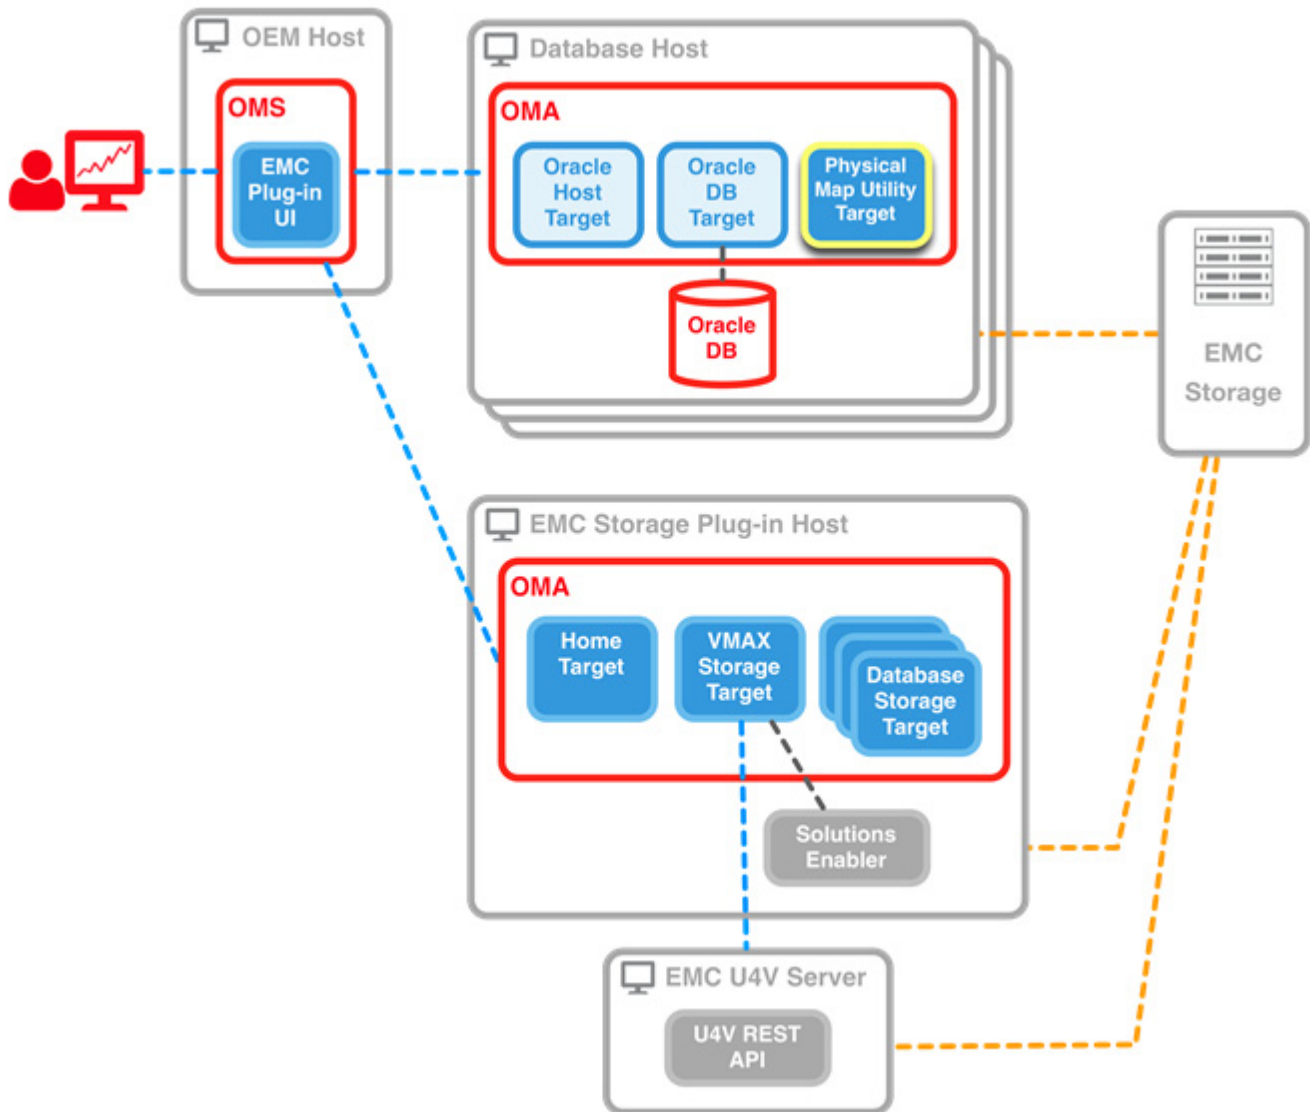 OEM Host
OMS
EMC
Plug-in
UI
Database Host
OMA
Oracle
Host
Target
Oracle
DB
Target
Physical
Map Utility
Target
Oracle
DB
EMC
Storage
EMC Storage Plug-in Host
OMA
Home
Target
VMAX
Storage
Target
Database
Storage
Target
Solutions
Enabler
EMC U4V Server
U4V REST
API